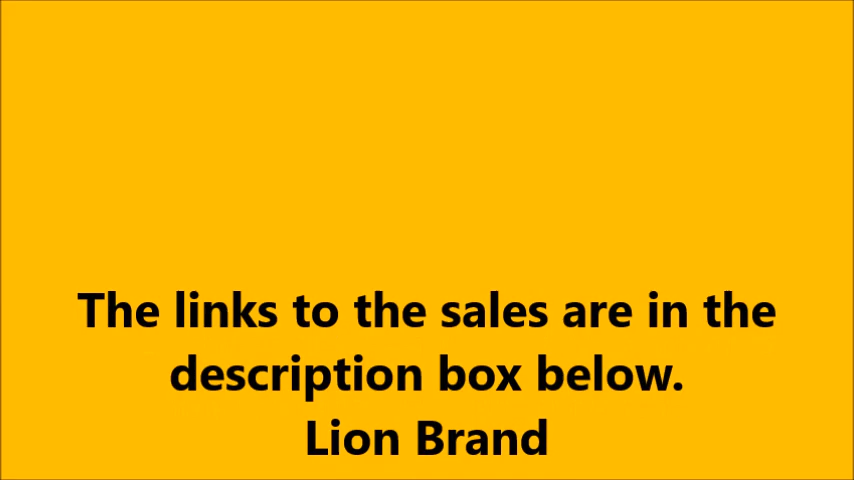 The links to the sales are in the
description box below.
Lion Brand